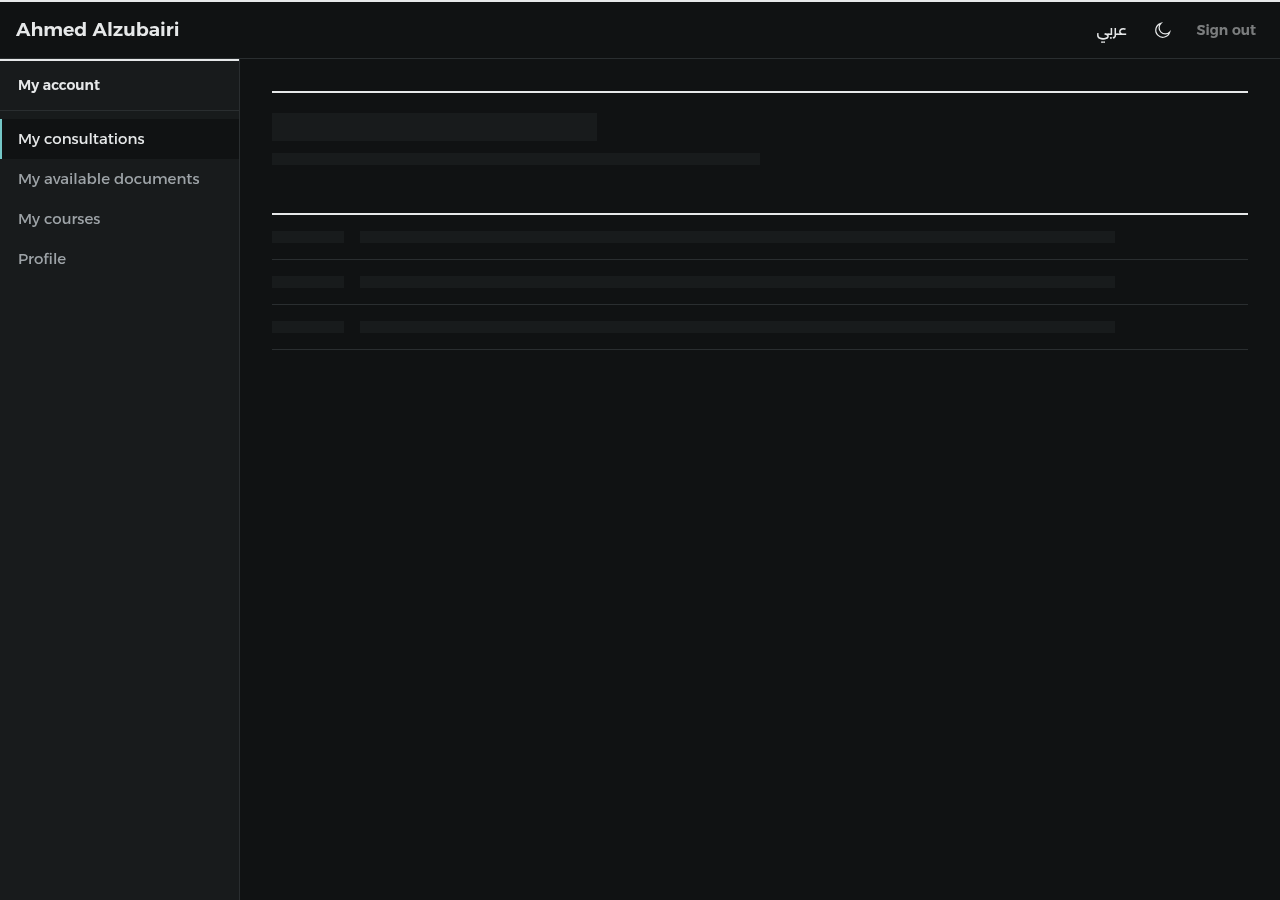 Ahmed Alzubairi
عربي
Sign out
My account
My consultations
My available documents
My courses
Profile